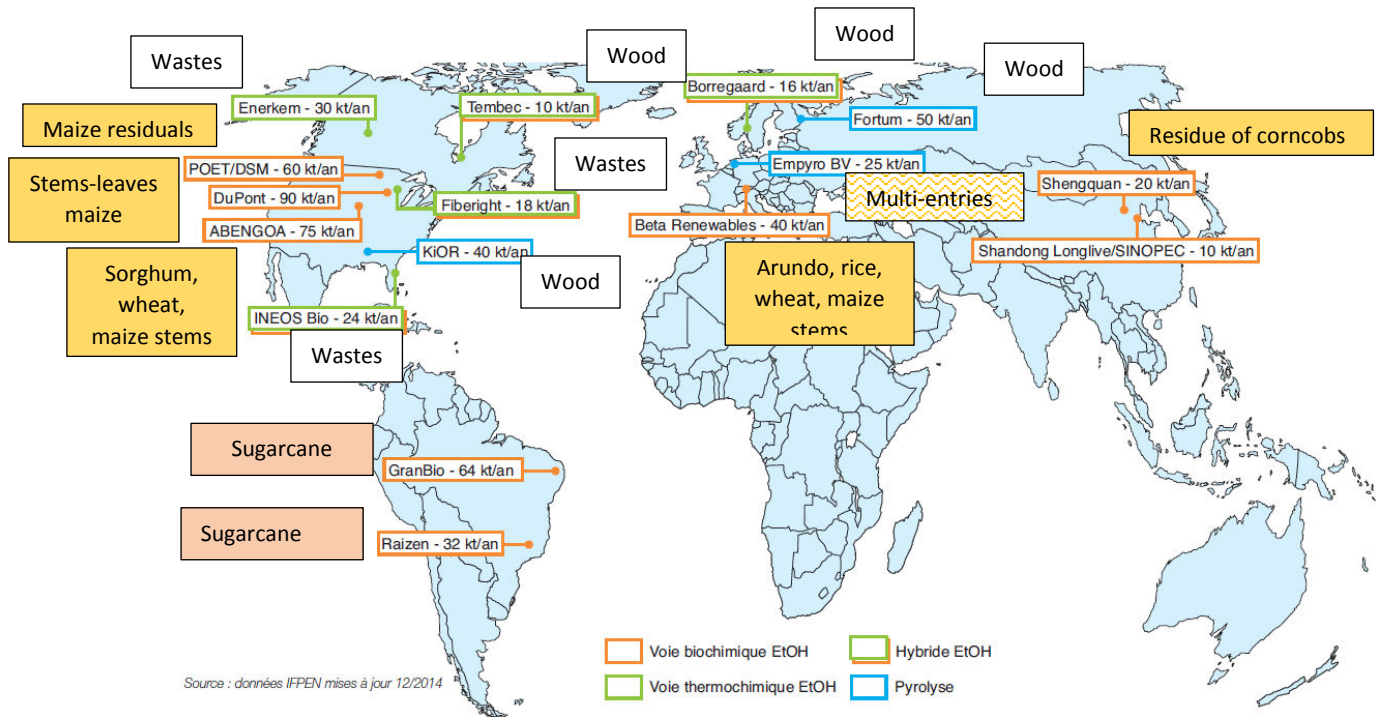 Wood
Wastes
Wood
Wood
Borregaard - 16 kt/an
Enerkem - 30 kt/an
Tembec - 10 kt/an
Fortum - 50 kt/an
Maize residuals
Residue of corncobs
Wastes
Empyro BV - 25 kt/an
POET/DSM - 60 kt/an
Stems-leaves
maize
DuPont - 90 kt/an
Multi-entries
Shengquan - 20 kt/an
Fiberight - 18 kt/an
ABENGOA - 75 kt/an
Beta Renewables - 40 kt/an
KiOR - 40 kt/an
Shandong Longlive/SINOPEC - 10 kt/an
Sorghum,
wheat,
maize stems
Wood
Arundo, rice,
wheat, maize
stems
INEOS Bio - 24 kt/an
Wastes
Sugarcane
GranBio - 64 kt/an
Sugarcane
Raizen - 32 kt/an
Voie biochimique EtOH
Hybride EtOH
Voie thermochimique EtOH
Pyrolyse
Source : données IFPEN mises à jour 12/2014